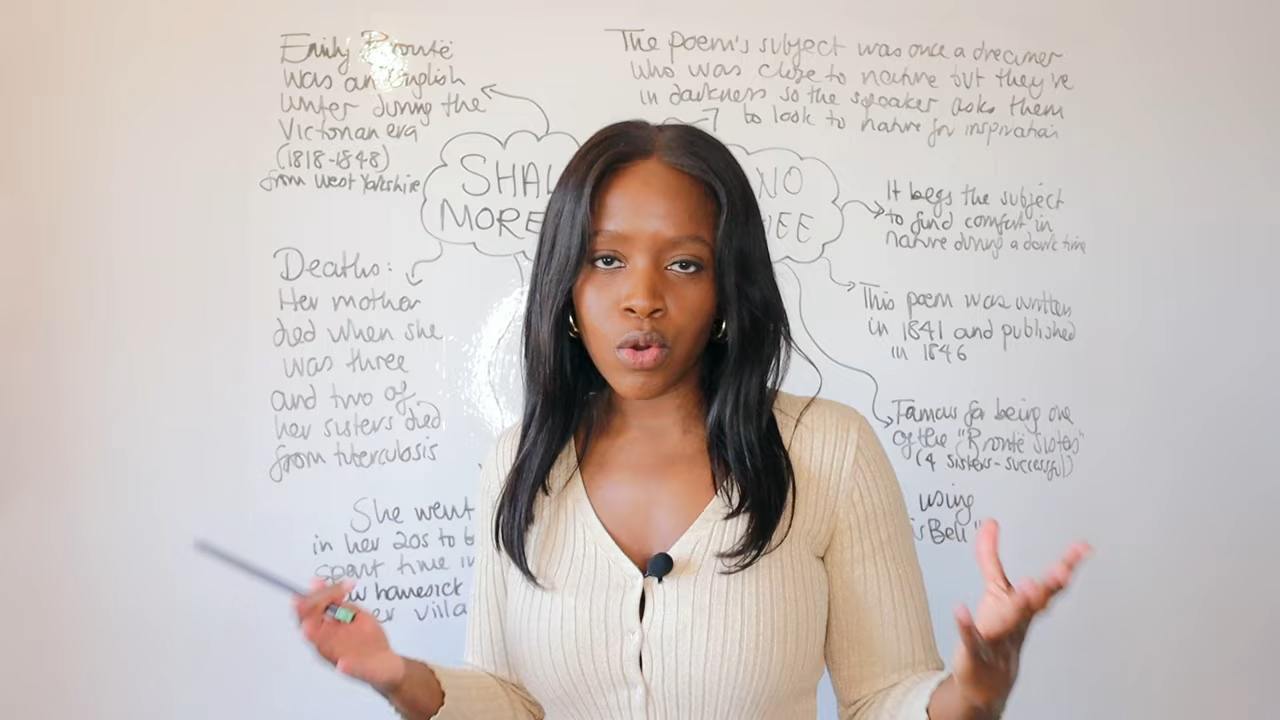 Emily Brontë
was an English
writer during the
Victorian era
(1818-1848)
from West Yorkshire
The poem's subject was once a dreamer
who was close to nature but they've
in darkness so the speaker asks them
to look to nature for inspiration
SHAL
MORE
NO
EE
It begs the subject
to find comfort in
nature during a dark time
This poem was written
in 1841 and published
in 1846
Famous for being one
of the "Brontë Sisters"
(4 sisters - successful)
using
is Bell"
Deaths:
Her mother
died when she
was three
and two of
her sisters died
from tuberculosis
She went
in her 20s to b
spent time in
homesick
er villa